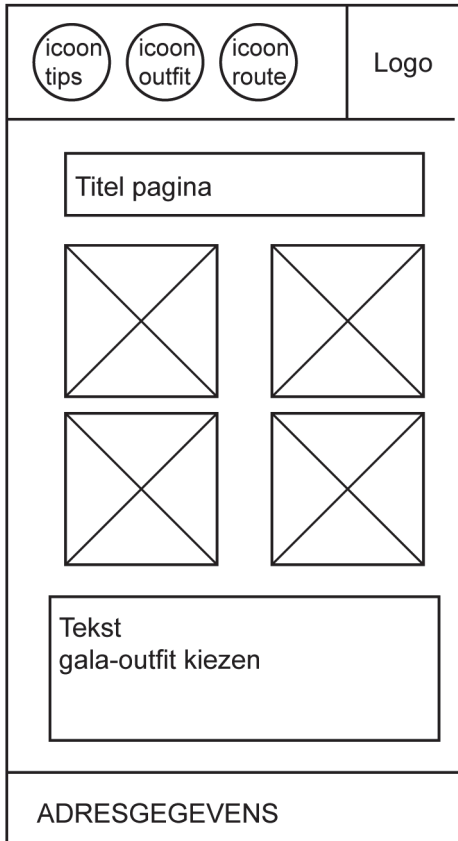 icoon
tips
icoon
outfit
icoon
route
Logo
Titel pagina
Tekst
gala-outfit kiezen
ADRESGEGEVENS